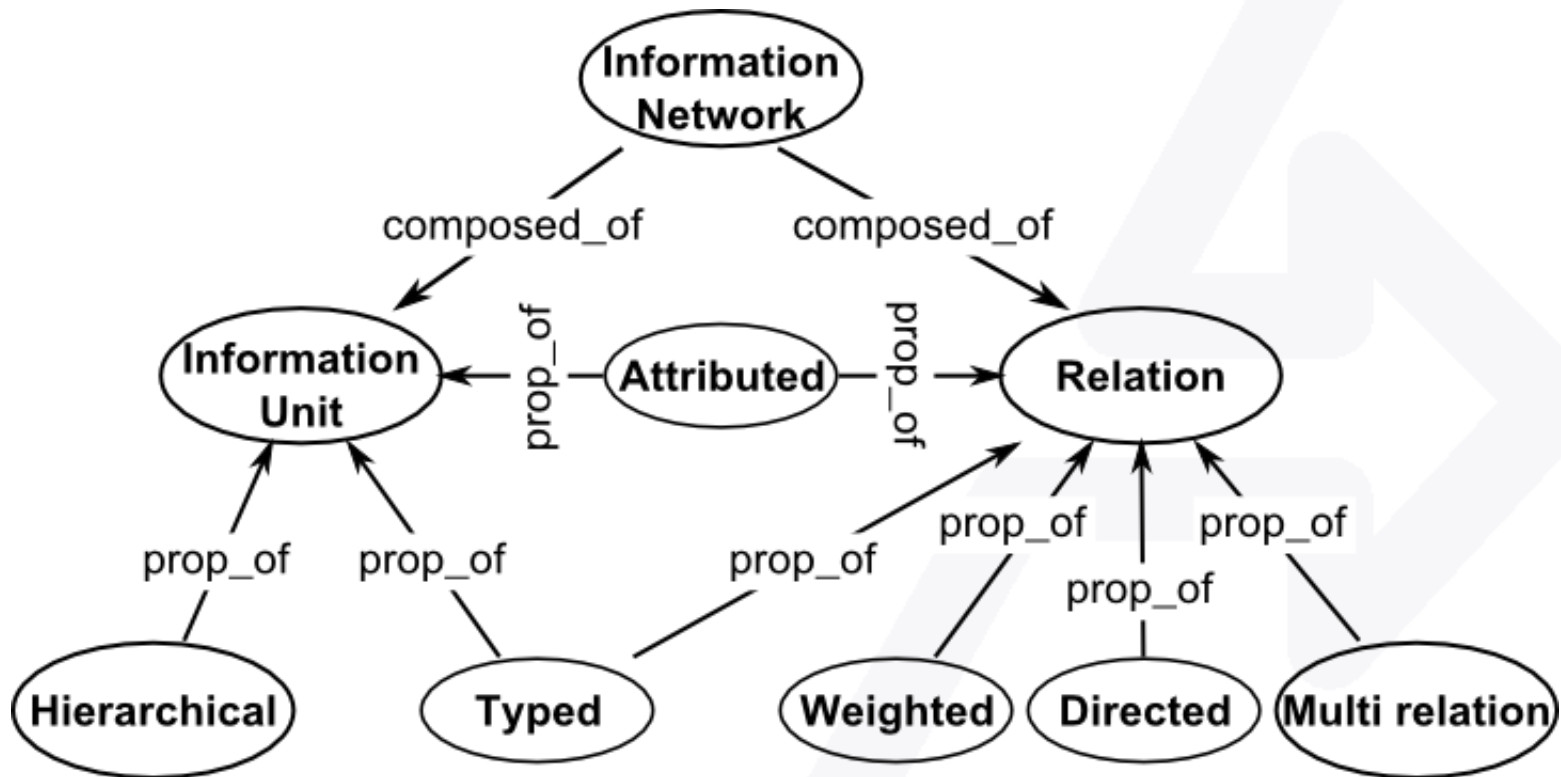 Information
Network
composed_of
composed_of
Information
Unit
prop_of
Attributed
prop_of
Relation
prop_of
prop_of
prop_of
prop_of
prop_of
prop_of
Hierarchical
Typed
Weighted
Directed
Multi relation